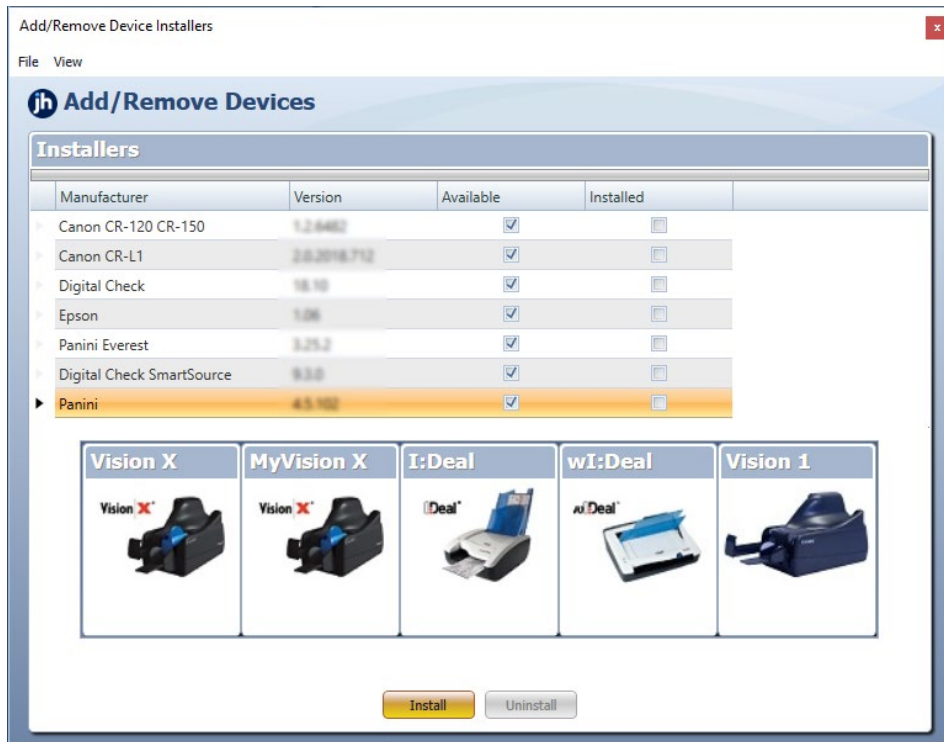 Add/Remove Device Installers
x
File View
jh Add/Remove Devices
Installers
Manufacturer Version Available Installed
Canon CR-120 CR-150
Canon CR-L1
Digital Check
Epson
Panini Everest
Digital Check SmartSource
Panini
Vision X MyVision X I:Deal wI:Deal Vision 1
Vision X Vision X I:Deal wI:Deal
Install Uninstall